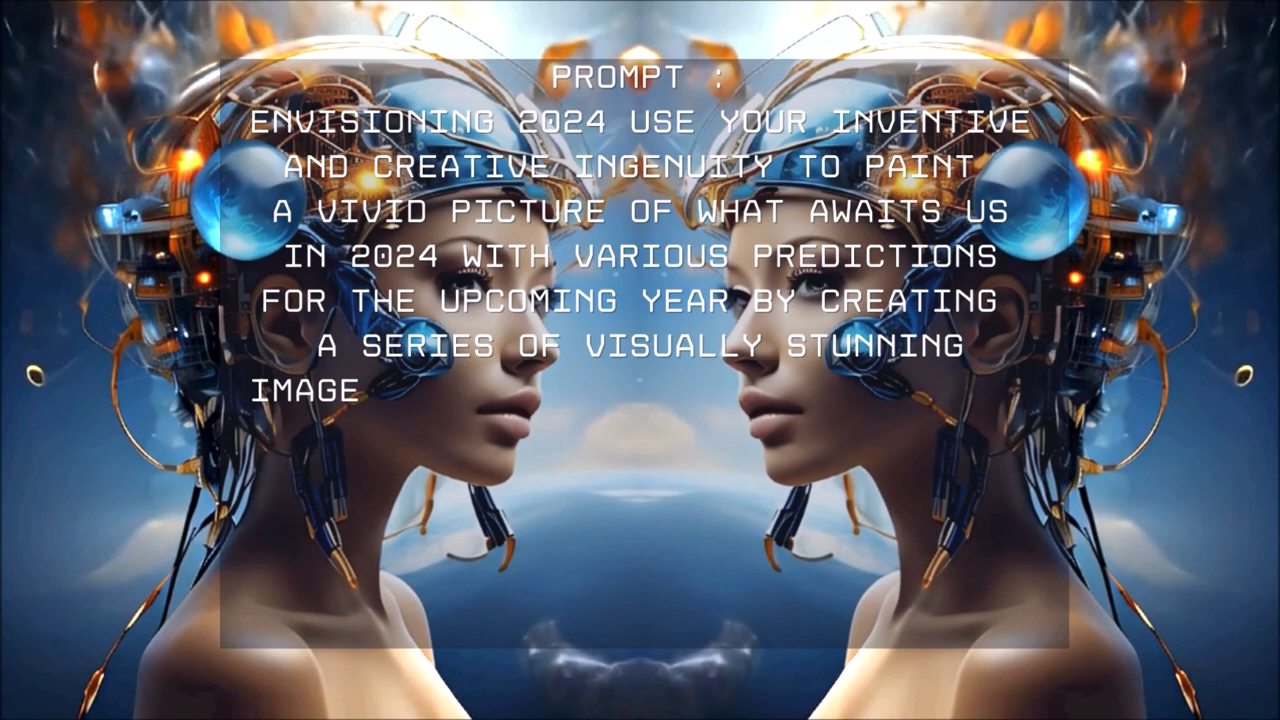 PROMPT :
ENVISIONING 2024 USE YOUR INVENTIVE
AND CREATIVE INGENUITY TO PAINT
A VIVID PICTURE OF WHAT AWAITS US
IN 2024 WITH VARIOUS PREDICTIONS
FOR THE UPCOMING YEAR BY CREATING
A SERIES OF VISUALLY STUNNING
IMAGE